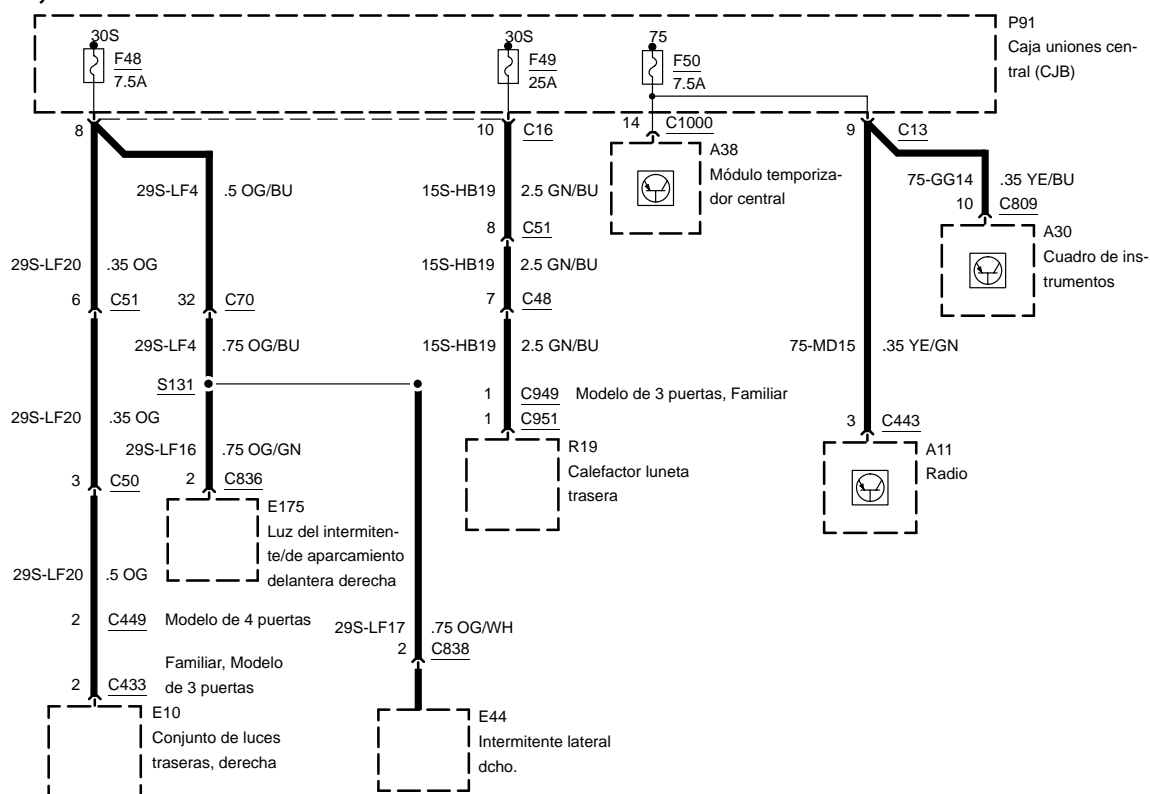 P91
Caja uniones cen-
tral (CJB)
30S
F48
7.5A
30S
F49
25A
75
F50
7.5A
8
10 C16
14 C1000
9 C13
A38
Módulo temporiza-
dor central
29S-LF4 .5 OG/BU
15S-HB19 2.5 GN/BU
75-GG14 .35 YE/BU
10 C809
A30
Cuadro de ins-
trumentos
8 C51
29S-LF20 .35 OG
15S-HB19 2.5 GN/BU
6 C51
32 C70
7 C48
29S-LF4 .75 OG/BU
15S-HB19 2.5 GN/BU
75-MD15 .35 YE/GN
S131
1 C949 Modelo de 3 puertas, Familiar
1 C951
29S-LF20 .35 OG
3 C443
29S-LF16 .75 OG/GN
R19
Calefactor luneta
trasera
A11
Radio
3 C50
2 C836
E175
Luz del intermiten-
te/de aparcamiento
delantera derecha
29S-LF20 .5 OG
2 C449 Modelo de 4 puertas
29S-LF17 .75 OG/WH
2 C838
Familiar, Modelo
de 3 puertas
2 C433
E10
Conjunto de luces
traseras, derecha
E44
Intermitente lateral
dcho.